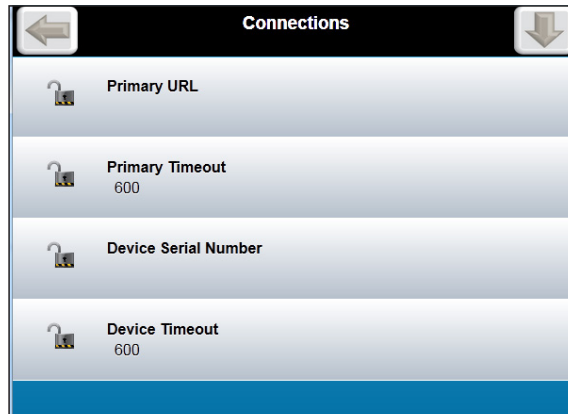 Connections
Primary URL
Primary Timeout
600
Device Serial Number
Device Timeout
600